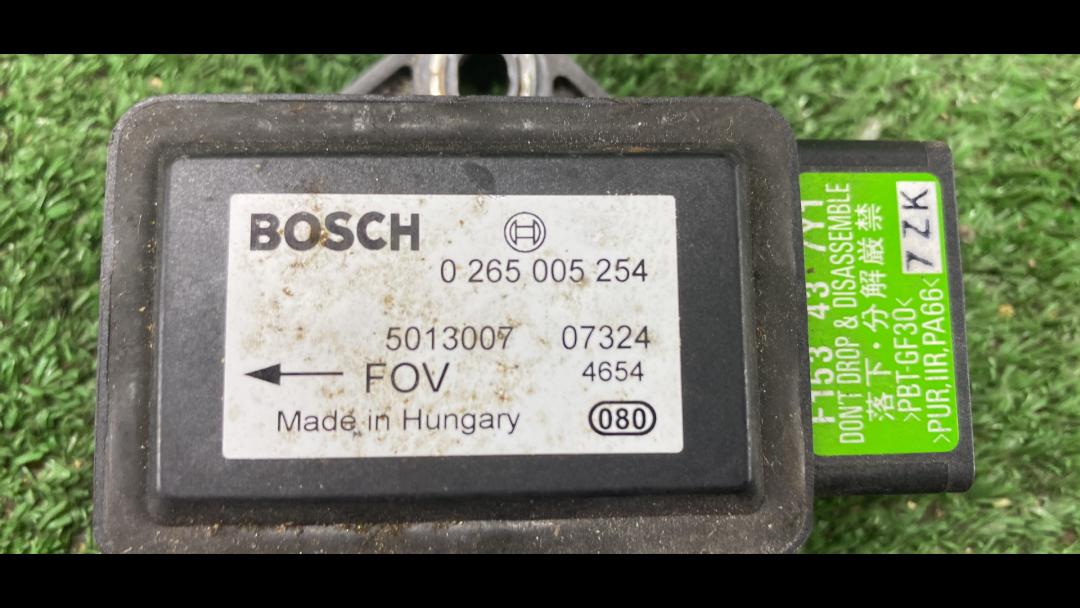 BOSCH
0 265 005 254
5013007 07324
FOV 4654
Made in Hungary 080
F153 43 7Y1
DON'T DROP & DISASSEMBLE
落下・分解厳禁
7ZK
>PBT-GF30<
>PUR,IIR,PA66<